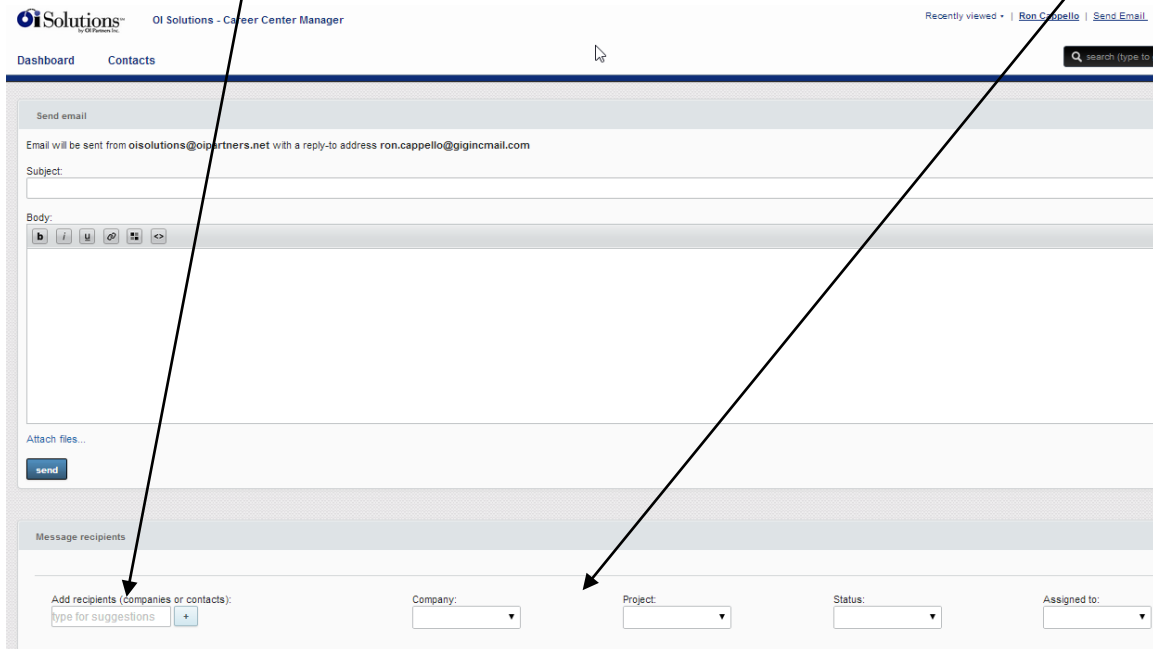 OiSolutions™
by OI Partners Inc.
OI Solutions - Career Center Manager
Recently viewed ▾ | Ron Cappello | Send Email
Dashboard Contacts
search (type to
Send email
Email will be sent from oisolutions@oipartners.net with a reply-to address ron.cappello@gigincmail.com
Subject:
Body:
b i u <>
Attach files...
send
Message recipients
Add recipients (companies or contacts): Company: Project: Status: Assigned to:
type for suggestions +